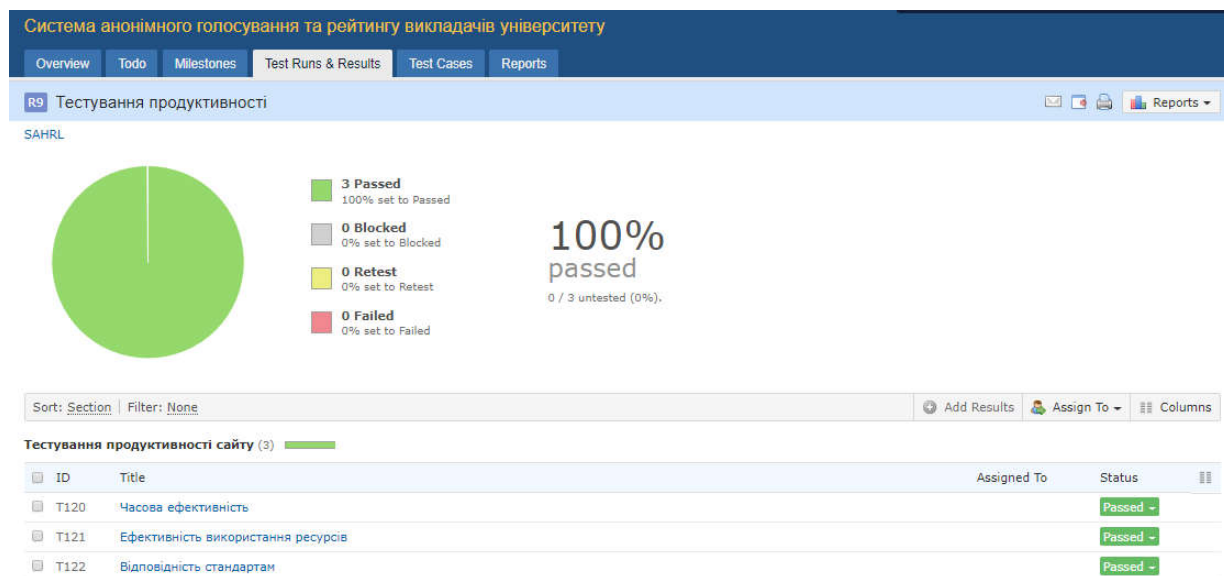 Система анонімного голосування та рейтингу викладачів університету
Overview Todo Milestones Test Runs & Results Test Cases Reports
R9 Тестування продуктивності Reports
SAHRL
3 Passed
100% set to Passed
0 Blocked
0% set to Blocked
0 Retest
0% set to Retest
0 Failed
0% set to Failed
100%
passed
0 / 3 untested (0%).
Sort: Section Filter: None Add Results Assign To Columns
Тестування продуктивності сайту (3)
ID Title Assigned To Status
T120 Часова ефективність Passed
T121 Ефективність використання ресурсів Passed
T122 Відповідність стандартам Passed